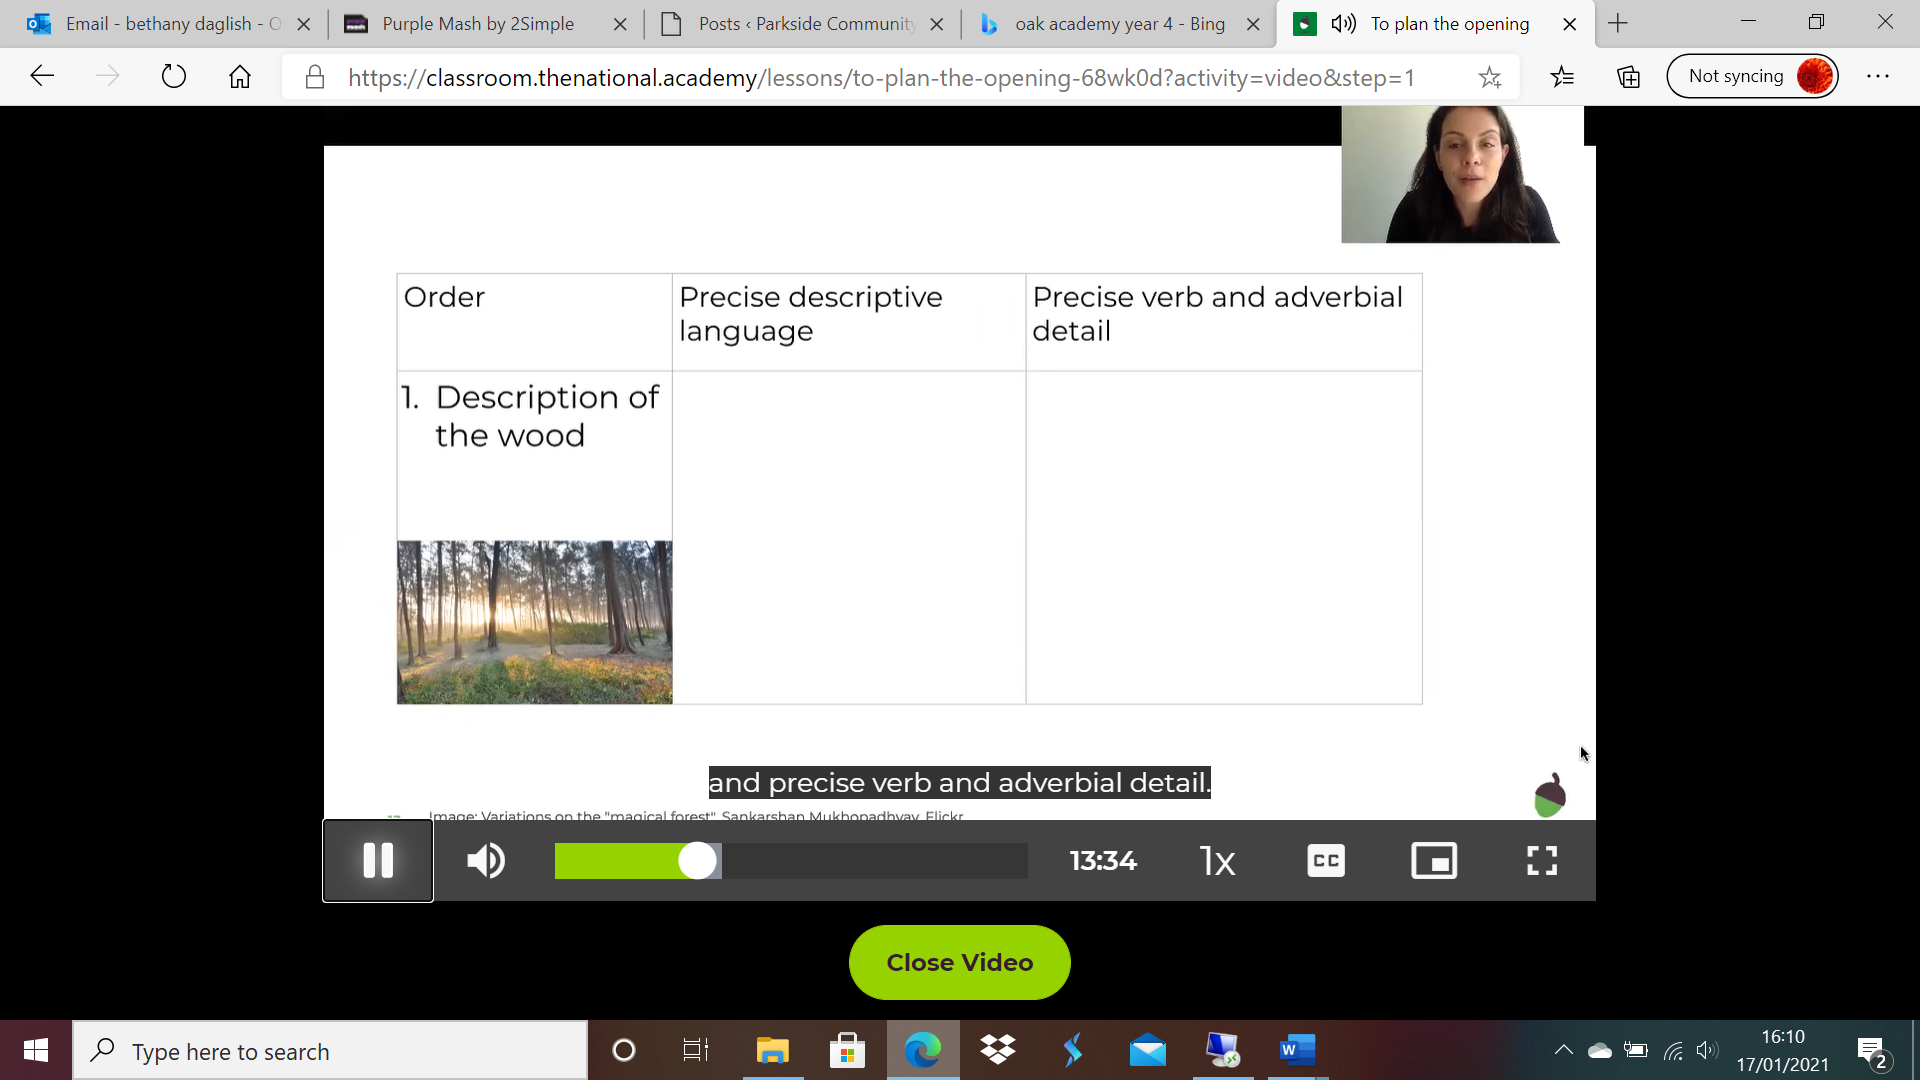 Email - bethany daglish - O
Purple Mash by 2Simple
Posts ‹ Parkside Community
oak academy year 4 - Bing
To plan the opening
https://classroom.thenational.academy/lessons/to-plan-the-opening-68wk0d?activity=video&step=1
Not syncing
Order
Precise descriptive
language
Precise verb and adverbial
detail
1. Description of
the wood
and precise verb and adverbial detail.
Image: Variations on the "magical forest", Sankarshan Mukhopadhyay, Flickr
13:34
1x
CC
Close Video
Type here to search
16:10
17/01/2021
2